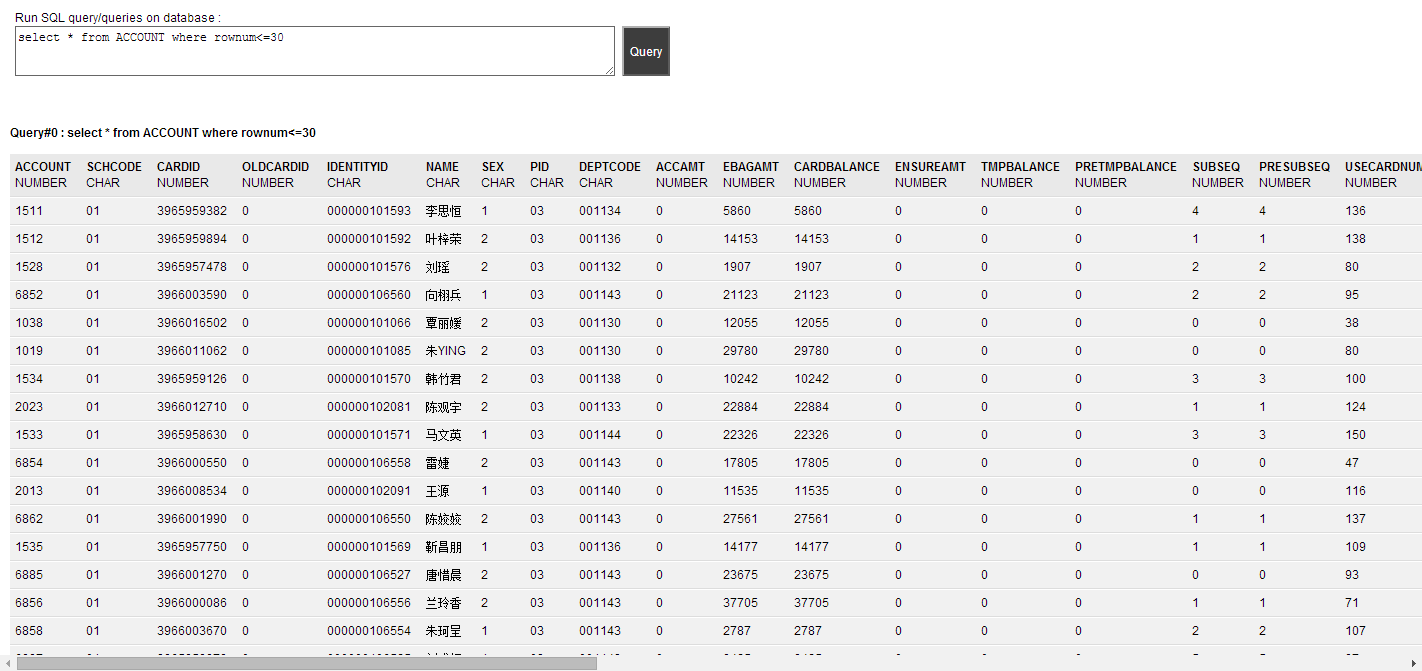 Run SQL query/queries on database :
select * from ACCOUNT where rownum<=30
Query
Query#0 : select * from ACCOUNT where rownum<=30
ACCOUNT SCHCODE CARDID OLDCARDID IDENTITYID NAME SEX PID DEPTCODE ACCAMT EBAGAMT CARDBALANCE ENSUREAMT TMPBALANCE PRETMPBALANCE SUBSEQ PRESUBSEQ USECARDNUM
NUMBER CHAR NUMBER NUMBER CHAR CHAR CHAR CHAR CHAR NUMBER NUMBER NUMBER NUMBER NUMBER NUMBER NUMBER NUMBER NUMBER
1511 01 3965959382 0 000000101593 李思恒 1 03 001134 0 5860 5860 0 0 0 4 4 136
1512 01 3965959894 0 000000101592 叶梓荣 2 03 001136 0 14153 14153 0 0 0 1 1 138
1528 01 3965957478 0 000000101576 刘瑶 2 03 001132 0 1907 1907 0 0 0 2 2 80
6852 01 3966003590 0 000000106560 向栩兵 1 03 001143 0 21123 21123 0 0 0 2 2 95
1038 01 3966016502 0 000000101066 覃丽媛 2 03 001130 0 12055 12055 0 0 0 0 0 38
1019 01 3966011062 0 000000101085 朱YING 2 03 001130 0 29780 29780 0 0 0 0 0 80
1534 01 3965959126 0 000000101570 韩竹君 2 03 001138 0 10242 10242 0 0 0 3 3 100
2023 01 3966012710 0 000000102081 陈观宇 2 03 001133 0 22884 22884 0 0 0 1 1 124
1533 01 3965958630 0 000000101571 马文英 1 03 001144 0 22326 22326 0 0 0 3 3 150
6854 01 3966000550 0 000000106558 雷婕 2 03 001143 0 17805 17805 0 0 0 0 0 47
2013 01 3966008534 0 000000102091 王源 1 03 001140 0 11535 11535 0 0 0 0 0 116
6862 01 3966001990 0 000000106550 陈姣姣 2 03 001143 0 27561 27561 0 0 0 1 1 137
1535 01 3965957750 0 000000101569 靳昌朋 1 03 001136 0 14177 14177 0 0 0 1 1 109
6885 01 3966001270 0 000000106527 唐惜晨 2 03 001143 0 23675 23675 0 0 0 0 0 93
6856 01 3966000086 0 000000106556 兰玲香 2 03 001143 0 37705 37705 0 0 0 1 1 71
6858 01 3966003670 0 000000106554 朱珂呈 1 03 001143 0 2787 2787 0 0 0 2 2 107